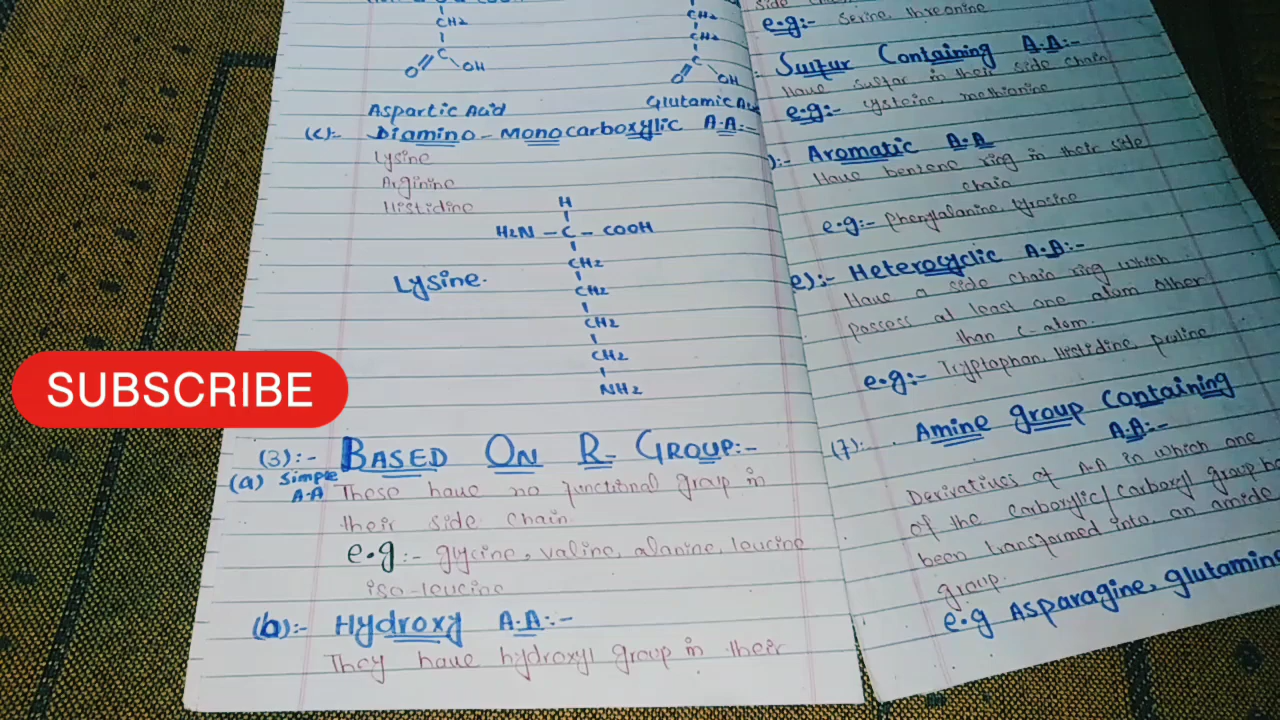 CH2
C
O
OH
Aspartic Acid
CH2
CH2
C
O
OH
Glutamic
(c):- Diamino - Monocarboxylic A.A:-
Lysine
Arginine
Histidine
H
H2N - C - COOH
CH2
CH2
CH2
CH2
NH2
Lysine.
(3):- BASED ON R- GROUP:-
(a) Simple
A.A
These have no functional group in
their side chain
e.g:- glycine, valine, alanine, leucine
iso-leucine
(b):- Hydroxy A.A:-
They have hydroxyl group in their
side
e.g:- Serine, threonine
Sulfur Containing A.A:-
Have sulfar in their side chain
e.g:- cysteine, methionine
):- Aromatic A.A
Have benzene ring in their side
chain
e.g:- phenylalanine, tyrosine
e):- Heterocyclic A.A:-
Have a side chain ring which
possess at least one atom other
than C-atom.
e.g:- Tryptophan, Histidine, proline
(7):- Amine group Containing
A.A:-
Derivatives of A.A in which one
of the carboxylic/carboxyl group
been transformed into an amide
group.
e.g Asparagine, glutamine
SUBSCRIBE